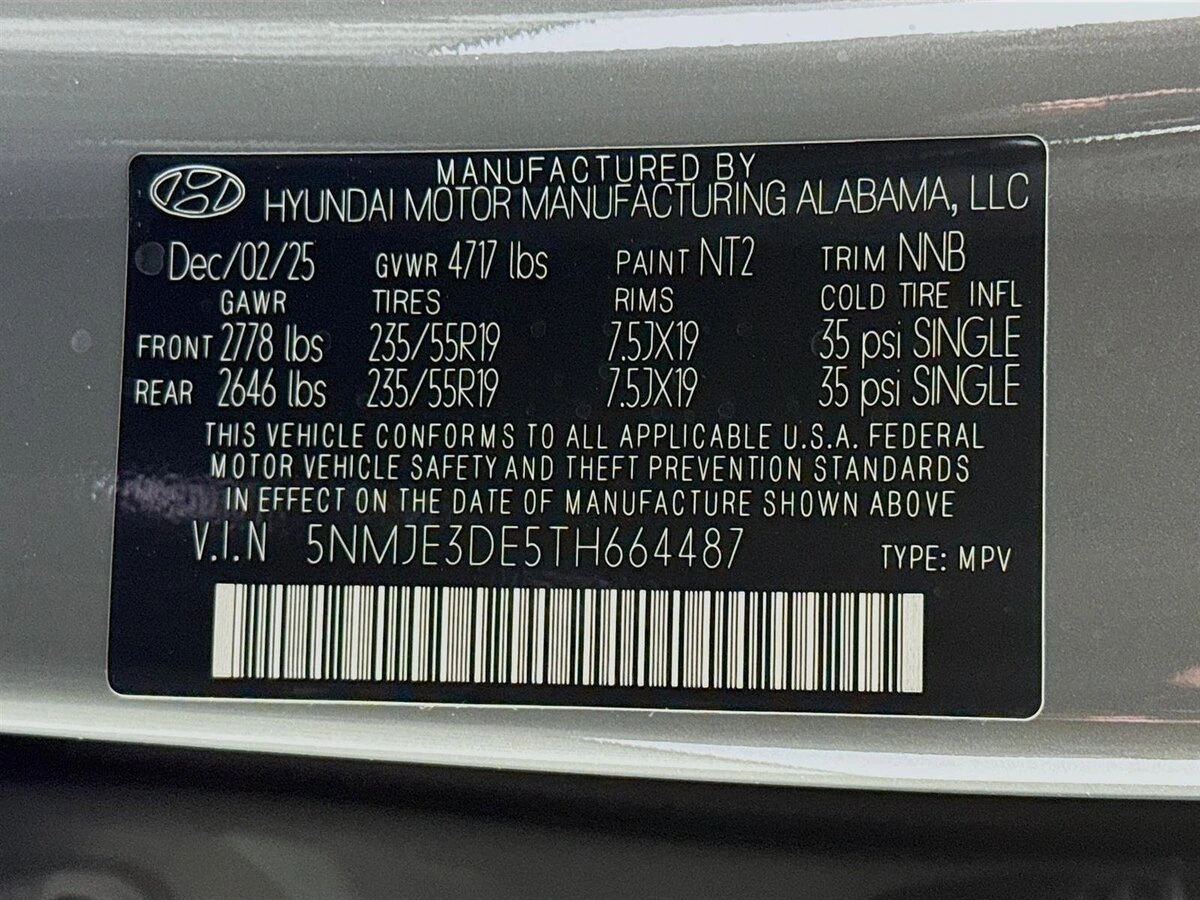 MANUFACTURED BY
HYUNDAI MOTOR MANUFACTURING ALABAMA, LLC
Dec/02/25 GVWR 4717 lbs PAINT NT2 TRIM NNB
GAWR TIRES RIMS COLD TIRE INFL
FRONT 2778 lbs 235/55R19 7.5JX19 35 psi SINGLE
REAR 2646 lbs 235/55R19 7.5JX19 35 psi SINGLE
THIS VEHICLE CONFORMS TO ALL APPLICABLE U.S.A. FEDERAL
MOTOR VEHICLE SAFETY AND THEFT PREVENTION STANDARDS
IN EFFECT ON THE DATE OF MANUFACTURE SHOWN ABOVE
V.I.N 5NMJE3DE5TH664487 TYPE: MPV